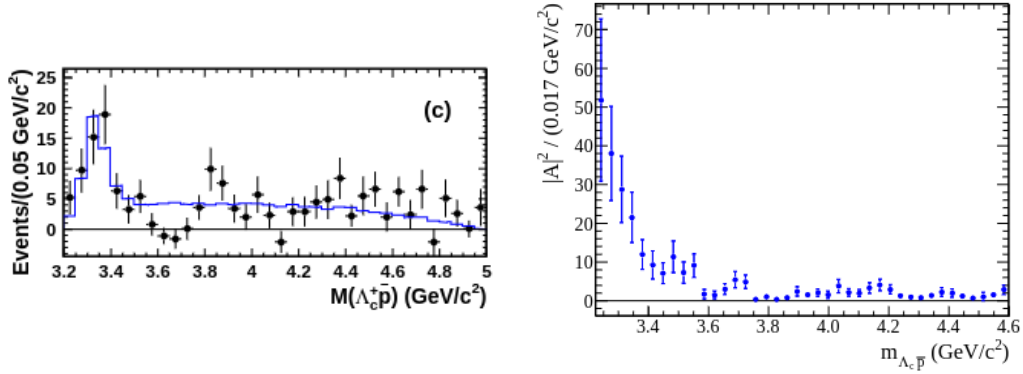 Events/(0.05 GeV/c²)
25
20
15
10
5
0
(c)
3.2 3.4 3.6 3.8 4 4.2 4.4 4.6 4.8 5
M(Λ_c^+ p̄) (GeV/c²)
|A|² / (0.017 GeV/c²)
70
60
50
40
30
20
10
0
3.4 3.6 3.8 4.0 4.2 4.4 4.6
m_{Λ_c p̄} (GeV/c²)